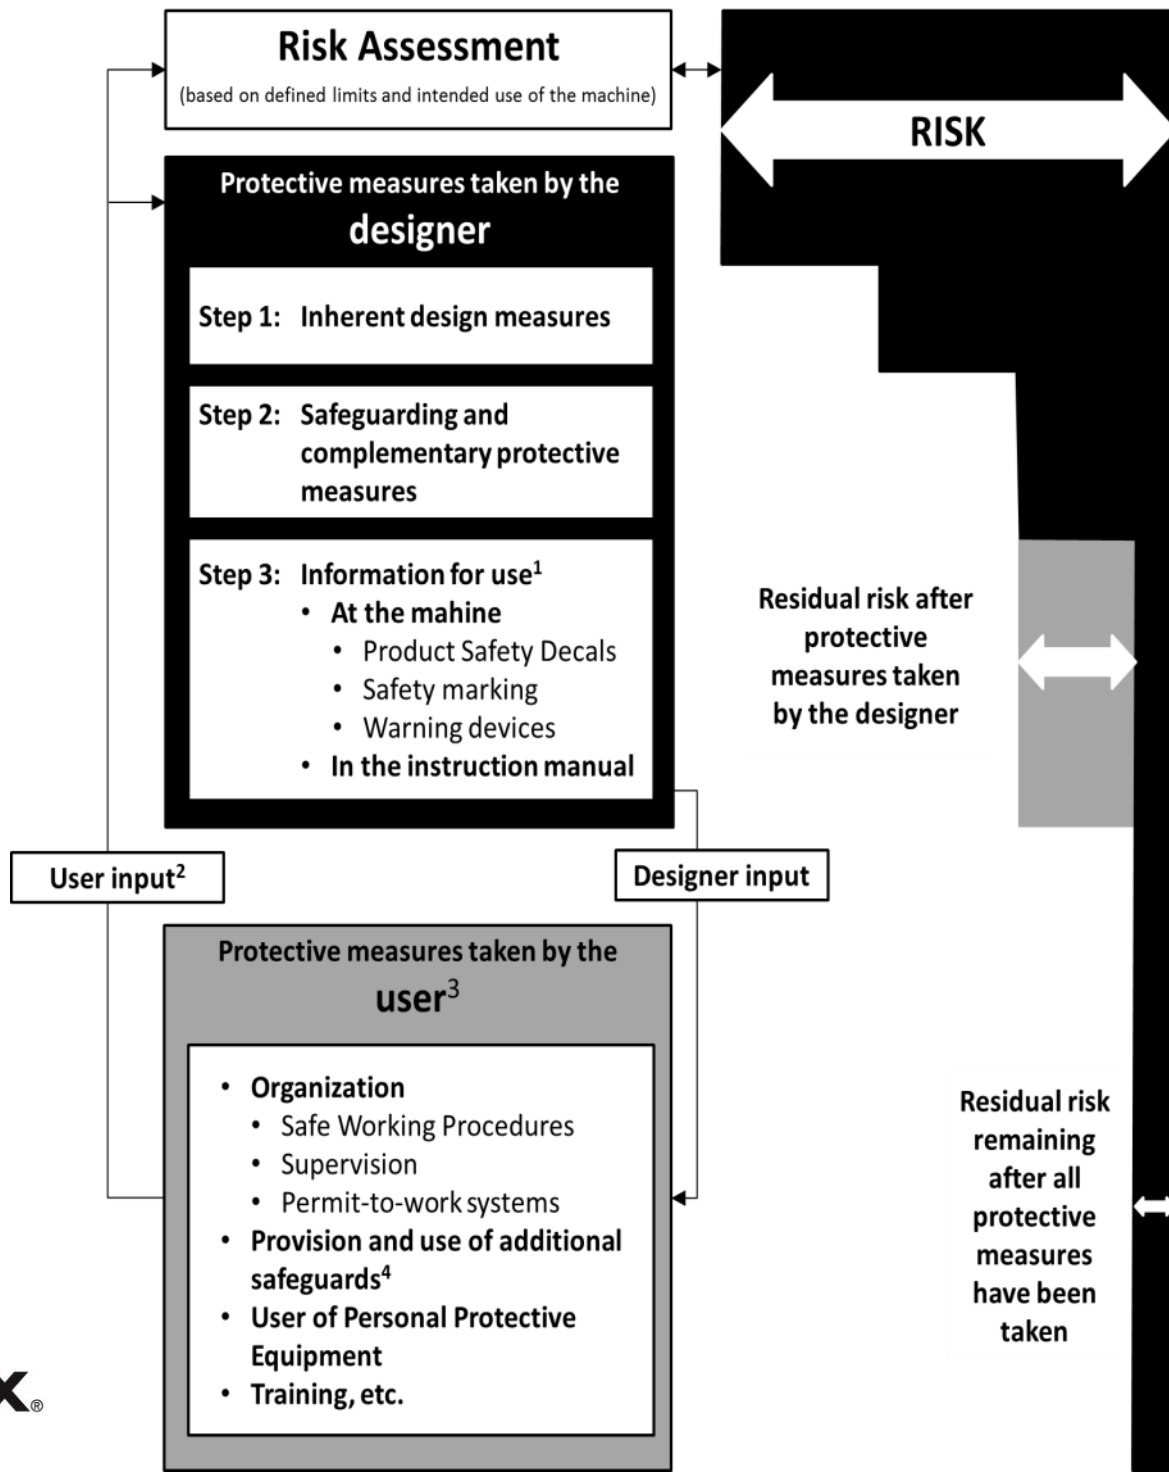 Risk Assessment
(based on defined limits and intended use of the machine)
RISK
Protective measures taken by the
designer
Step 1: Inherent design measures
Step 2: Safeguarding and
complementary protective
measures
Step 3: Information for use¹
• At the mahine
• Product Safety Decals
• Safety marking
• Warning devices
• In the instruction manual
Residual risk after
protective
measures taken
by the designer
User input²
Designer input
Protective measures taken by the
user³
• Organization
• Safe Working Procedures
• Supervision
• Permit-to-work systems
• Provision and use of additional
safeguards⁴
• User of Personal Protective
Equipment
• Training, etc.
Residual risk
remaining
after all
protective
measures
have been
taken
x®